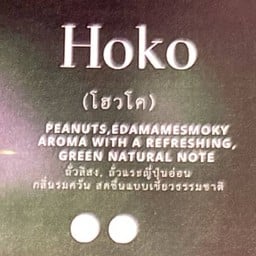 Hoko
(โฮวโค)
PEANUTS,EDAMAMESMOKY
AROMA WITH A REFRESHING,
GREEN NATURAL NOTE
ถั่วลิสง, ถั่วแระญี่ปุ่นอ่อน
กลิ่นรมควัน สดชื่นแบบเขียวธรรมชาติ